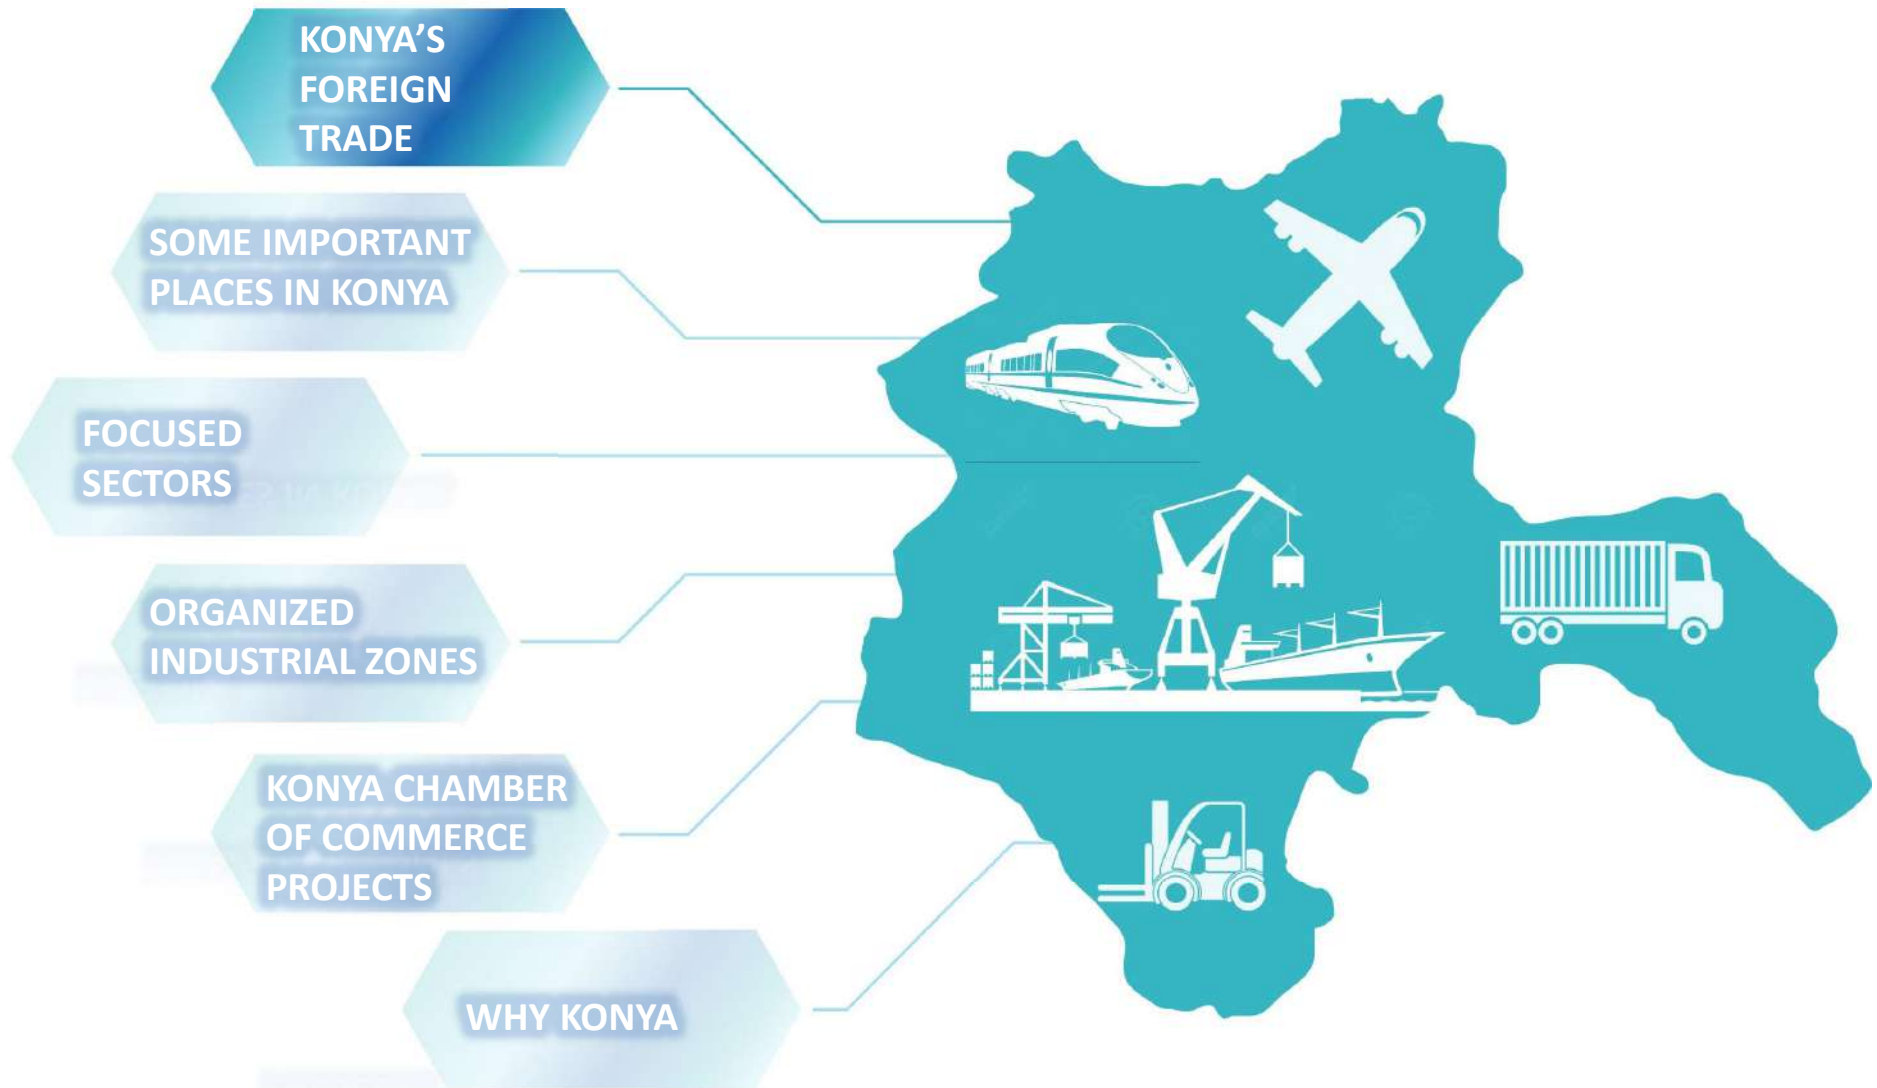 KONYA’S
FOREIGN
TRADE
SOME IMPORTANT
PLACES IN KONYA
FOCUSED
SECTORS
ORGANIZED
INDUSTRIAL ZONES
KONYA CHAMBER
OF COMMERCE
PROJECTS
WHY KONYA